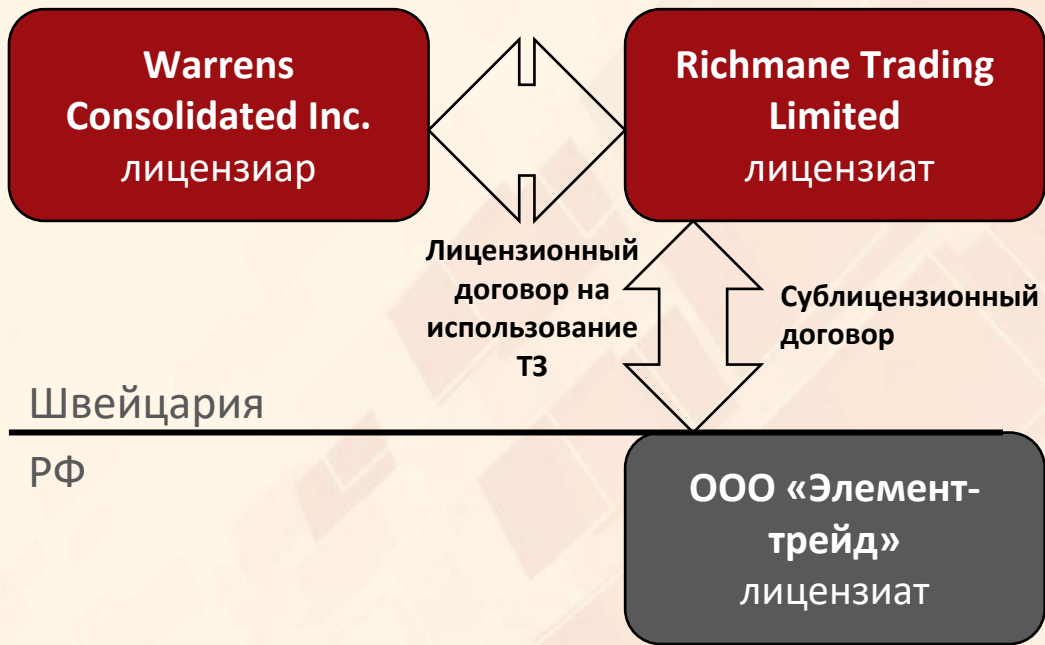 Warrens
Consolidated Inc.
лицензиар
Richmane Trading
Limited
лицензиат
Лицензионный
договор на
использование
ТЗ
Сублицензионный
договор
Швейцария
РФ
ООО «Элемент-
трейд»
лицензиат